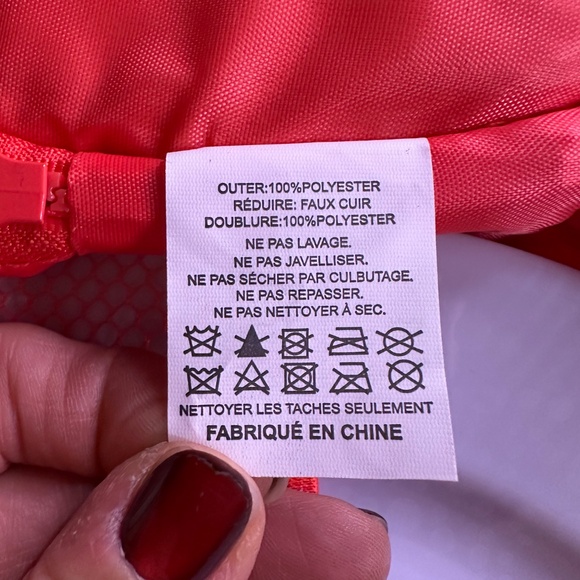 OUTER:100%POLYESTER
RÉDUIRE: FAUX CUIR
DOUBLURE:100%POLYESTER
NE PAS LAVAGE.
NE PAS JAVELLISER.
NE PAS SÉCHER PAR CULBUTAGE.
NE PAS REPASSER.
NE PAS NETTOYER À SEC.
NETTOYER LES TACHES SEULEMENT
FABRIQUÉ EN CHINE